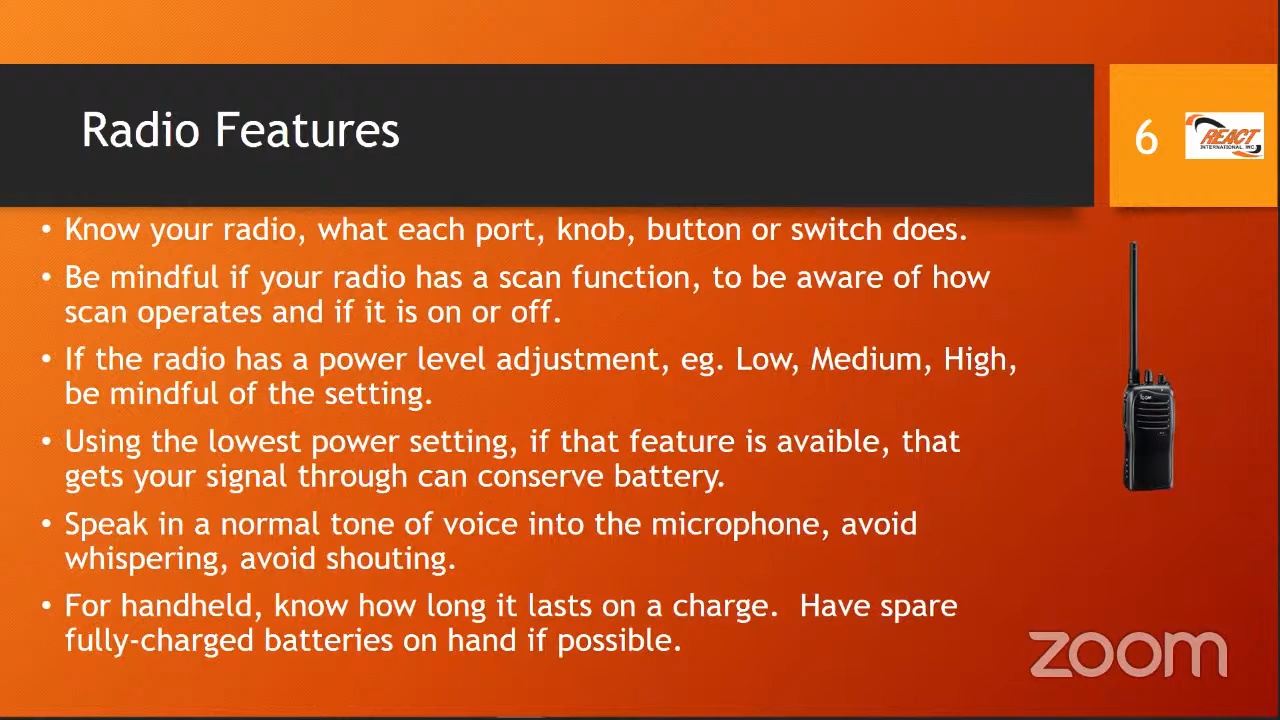 Radio Features
6
REACT
INTERNATIONAL, INC.
• Know your radio, what each port, knob, button or switch does.
• Be mindful if your radio has a scan function, to be aware of how
scan operates and if it is on or off.
• If the radio has a power level adjustment, eg. Low, Medium, High,
be mindful of the setting.
• Using the lowest power setting, if that feature is avaible, that
gets your signal through can conserve battery.
• Speak in a normal tone of voice into the microphone, avoid
whispering, avoid shouting.
• For handheld, know how long it lasts on a charge.  Have spare
fully-charged batteries on hand if possible.
ICOM
zoom